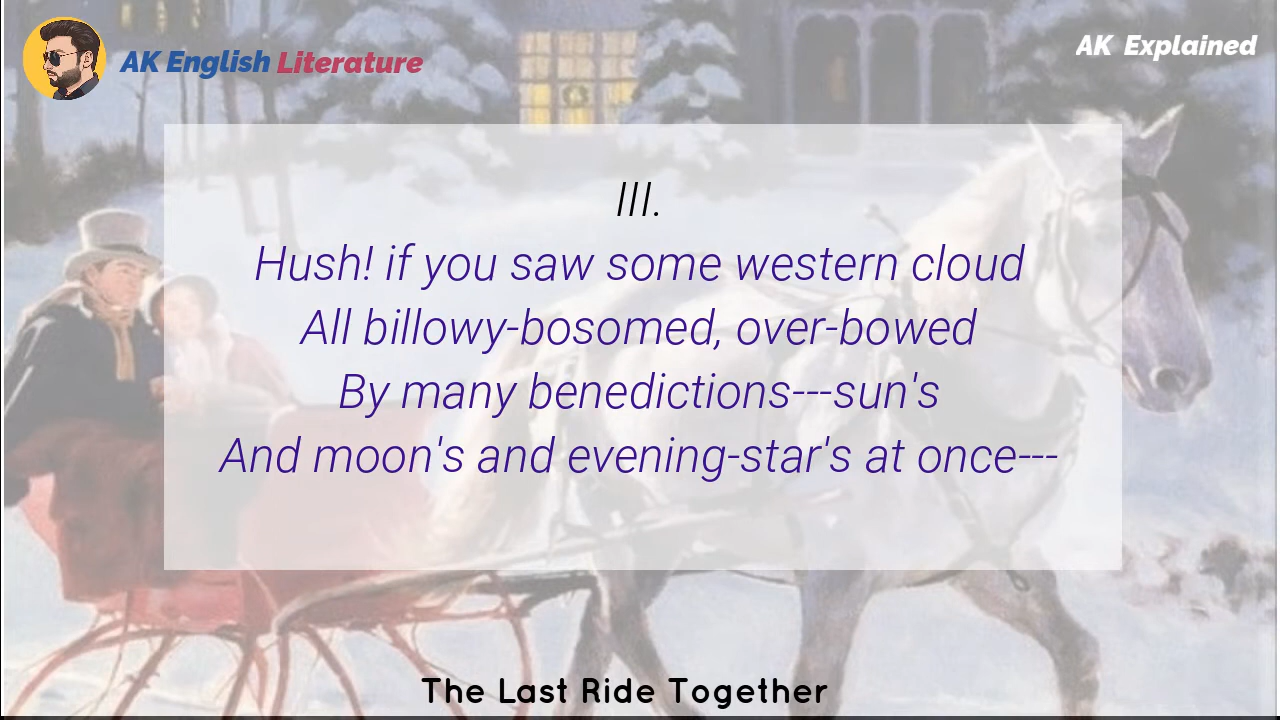 AK English Literature
AK Explained
III.
Hush! if you saw some western cloud
All billowy-bosomed, over-bowed
By many benedictions---sun's
And moon's and evening-star's at once---
The Last Ride Together